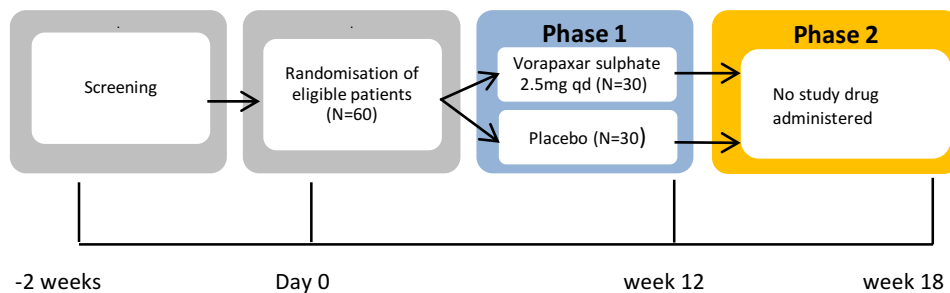 Screening
Randomisation of
eligible patients
(N=60)
Phase 1
Vorapaxar sulphate
2.5mg qd (N=30)
Placebo (N=30)
Phase 2
No study drug
administered
-2 weeks
Day 0
week 12
week 18